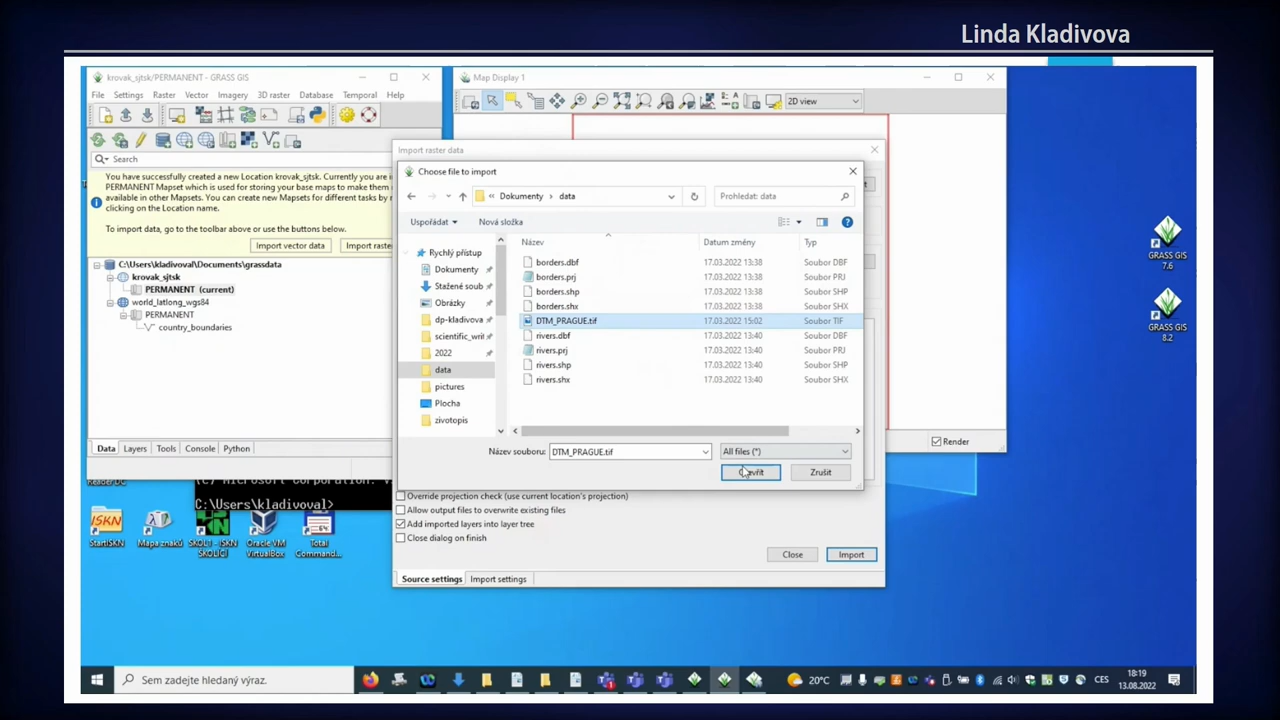 Linda Kladivova
krovak_sjtsk/PERMANENT - GRASS GIS
Map Display 1
File Settings Raster Vector Imagery 3D raster Database Temporal Help
2D view
Search
You have successfully created a new Location krovak_sjtsk. Currently you are in
PERMANENT Mapset which is used for storing your base maps to make them
available in other Mapsets. You can create new Mapsets for different tasks by
clicking on the Location name.
To import data, go to the toolbar above or use the buttons below.
Import vector data
Import raste
C:\Users\kladivoval\Documents\grassdata
krovak_sjtsk
PERMANENT (current)
world_latlong_wgs84
PERMANENT
country_boundaries
Data Layers Tools Console Python
Import raster data
Choose file to import
Dokumenty data
Prohledat: data
Uspořádat
Nová složka
Název Datum změny Typ
Rychlý přístup
Dokumenty
Stažené soub
Obrázky
dp-kladivova
scientific_writ
2022
data
pictures
Plocha
zivotopis
borders.dbf 17.03.2022 13:38 Soubor DBF
borders.prj 17.03.2022 13:38 Soubor PRJ
borders.shp 17.03.2022 13:38 Soubor SHP
borders.shx 17.03.2022 13:38 Soubor SHX
DTM_PRAGUE.tif 17.03.2022 15:02 Soubor TIF
rivers.dbf 17.03.2022 13:40 Soubor DBF
rivers.prj 17.03.2022 13:40 Soubor PRJ
rivers.shp 17.03.2022 13:40 Soubor SHP
rivers.shx 17.03.2022 13:40 Soubor SHX
Název souboru: DTM_PRAGUE.tif
All files (*)
Zrušit
Override projection check (use current location's projection)
Allow output files to overwrite existing files
Add imported layers into layer tree
Close dialog on finish
Close
Import
Source settings Import settings
Render
C:\Users\kladivoval>
GRASS GIS
7.6
GRASS GIS
8.2
StartISKN
Mapa znaků
SKOL1 - ISKN
ŠKOLÍCÍ
Oracle VM
VirtualBox
Total
Command...
Sem zadejte hledaný výraz.
20°C
CES
18:19
13.08.2022